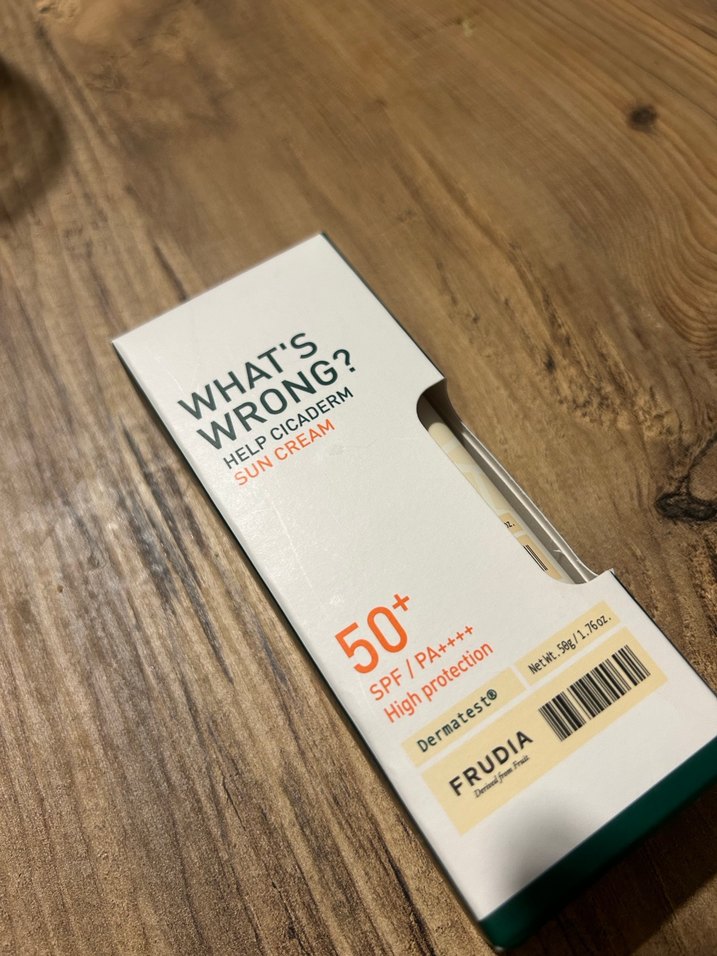 WHAT'S
WRONG?
HELP CICADERM
SUN CREAM
50+
SPF / PA++++
High protection
Dermatest®
Net Wt. 50g / 1.76 oz.
FRUDIA
Derived from Fruit
oz.